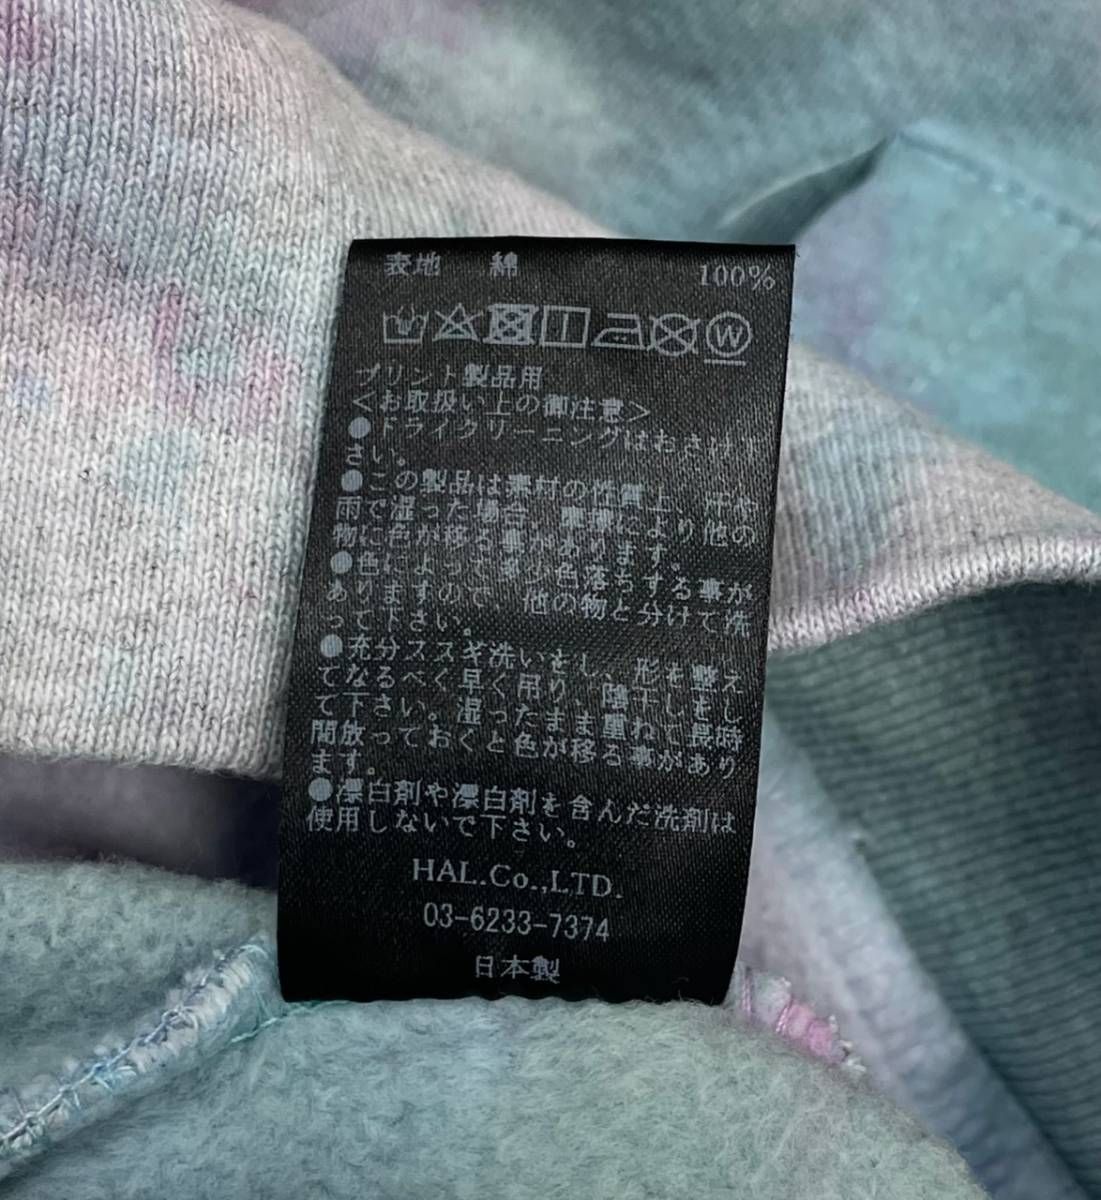 表地 綿 100%
W
プリント製品用
<お取扱い上の御注意>
●ドライクリーニングはおさけ下
さい。
●この製品は素材の性質上、汗や
雨で湿った場合、摩擦により他の
物に色が移る事があります。
●色によって多少色落ちする事が
ありますので、他の物と分けて洗
って下さい。
●充分ススギ洗いをし、形を整え
てなるべく早く吊り、陰干しをし
て下さい。湿ったまま重ねて長時
間放っておくと色が移る事があり
ます。
●漂白剤や漂白剤を含んだ洗剤は
使用しないで下さい。
HAL.Co.,LTD.
03-6233-7374
日本製